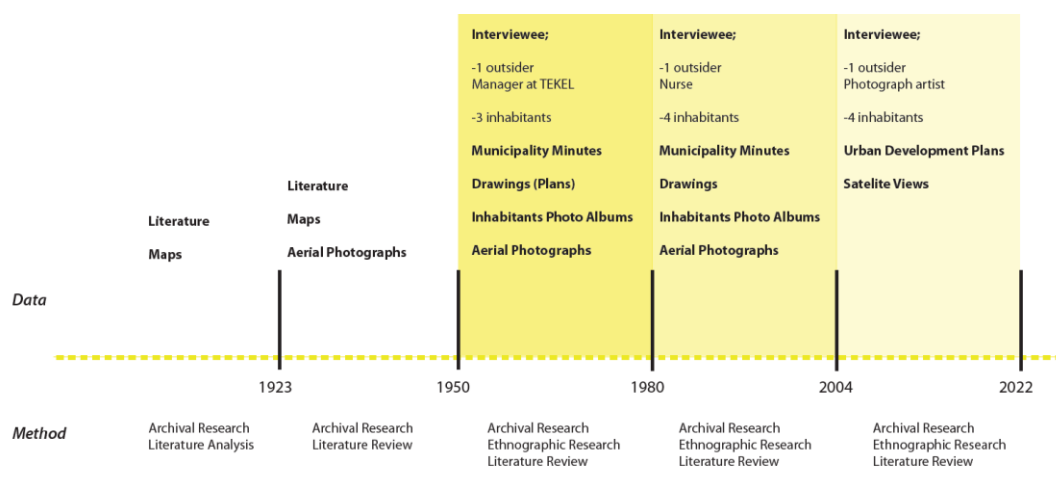 Literature
Maps
Literature
Maps
Aerial Photographs
Interviewee;
-1 outsider
Manager at TEKEL
-3 inhabitants
Municipality Minutes
Drawings (Plans)
Inhabitants Photo Albums
Aerial Photographs
Interviewee;
-1 outsider
Nurse
-4 inhabitants
Municipality Minutes
Drawings
Inhabitants Photo Albums
Aerial Photographs
Interviewee;
-1 outsider
Photograph artist
-4 inhabitants
Urban Development Plans
Satelite Views
Data
1923
1950
1980
2004
2022
Method
Archival Research
Literature Analysis
Archival Research
Literature Review
Archival Research
Ethnographic Research
Literature Review
Archival Research
Ethnographic Research
Literature Review
Archival Research
Ethnographic Research
Literature Review